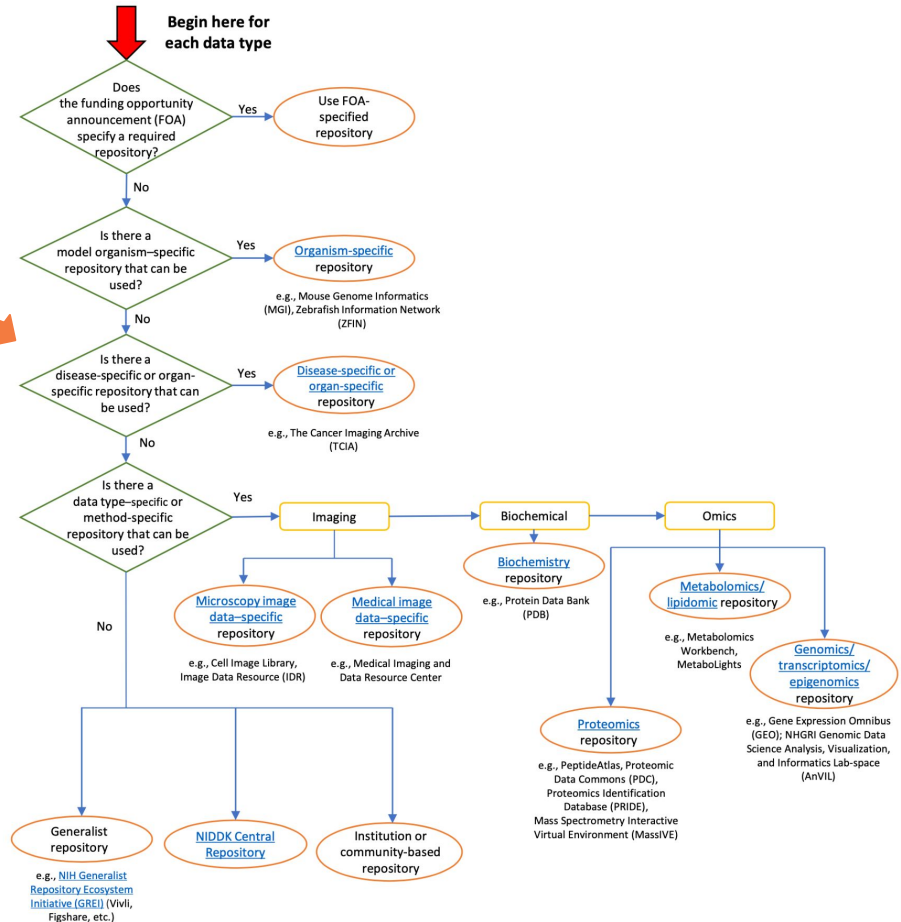 Begin here for
each data type
Does
the funding opportunity
announcement (FOA)
specify a required
repository?
Yes
Use FOA-
specified
repository
No
Is there a
model organism–specific
repository that can be
used?
Yes
Organism-specific
repository
e.g., Mouse Genome Informatics
(MGI), Zebrafish Information Network
(ZFIN)
No
Is there a
disease-specific or organ-
specific repository that can
be used?
Yes
Disease-specific or
organ-specific
repository
e.g., The Cancer Imaging Archive
(TCIA)
No
Is there a
data type–specific or
method-specific
repository that can be
used?
Yes
Imaging
Biochemical
Omics
Microscopy image
data–specific
repository
e.g., Cell Image Library,
Image Data Resource (IDR)
Medical image
data–specific
repository
e.g., Medical Imaging and
Data Resource Center
Biochemistry
repository
e.g., Protein Data Bank
(PDB)
Metabolomics/
lipidomic repository
e.g., Metabolomics
Workbench,
MetaboLights
Genomics/
transcriptomics/
epigenomics
repository
e.g., Gene Expression Omnibus
(GEO); NHGRI Genomic Data
Science Analysis, Visualization,
and Informatics Lab-space
(AnVIL)
Proteomics
repository
e.g., PeptideAtlas, Proteomic
Data Commons (PDC),
Proteomics Identification
Database (PRIDE),
Mass Spectrometry Interactive
Virtual Environment (MassIVE)
No
Generalist
repository
e.g., NIH Generalist
Repository Ecosystem
Initiative (GREI) (Vivli,
Figshare, etc.)
NIDDK Central
Repository
Institution or
community-based
repository